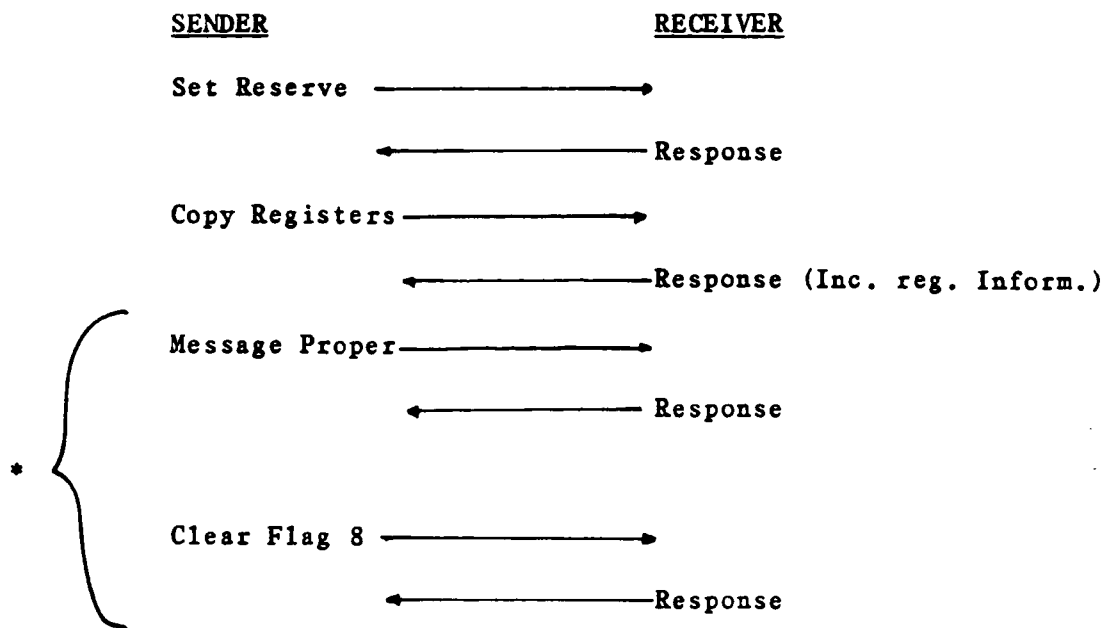 SENDER RECEIVER
Set Reserve
Response
Copy Registers
Response (Inc. reg. Inform.)
Message Proper
Response
*
Clear Flag 8
Response